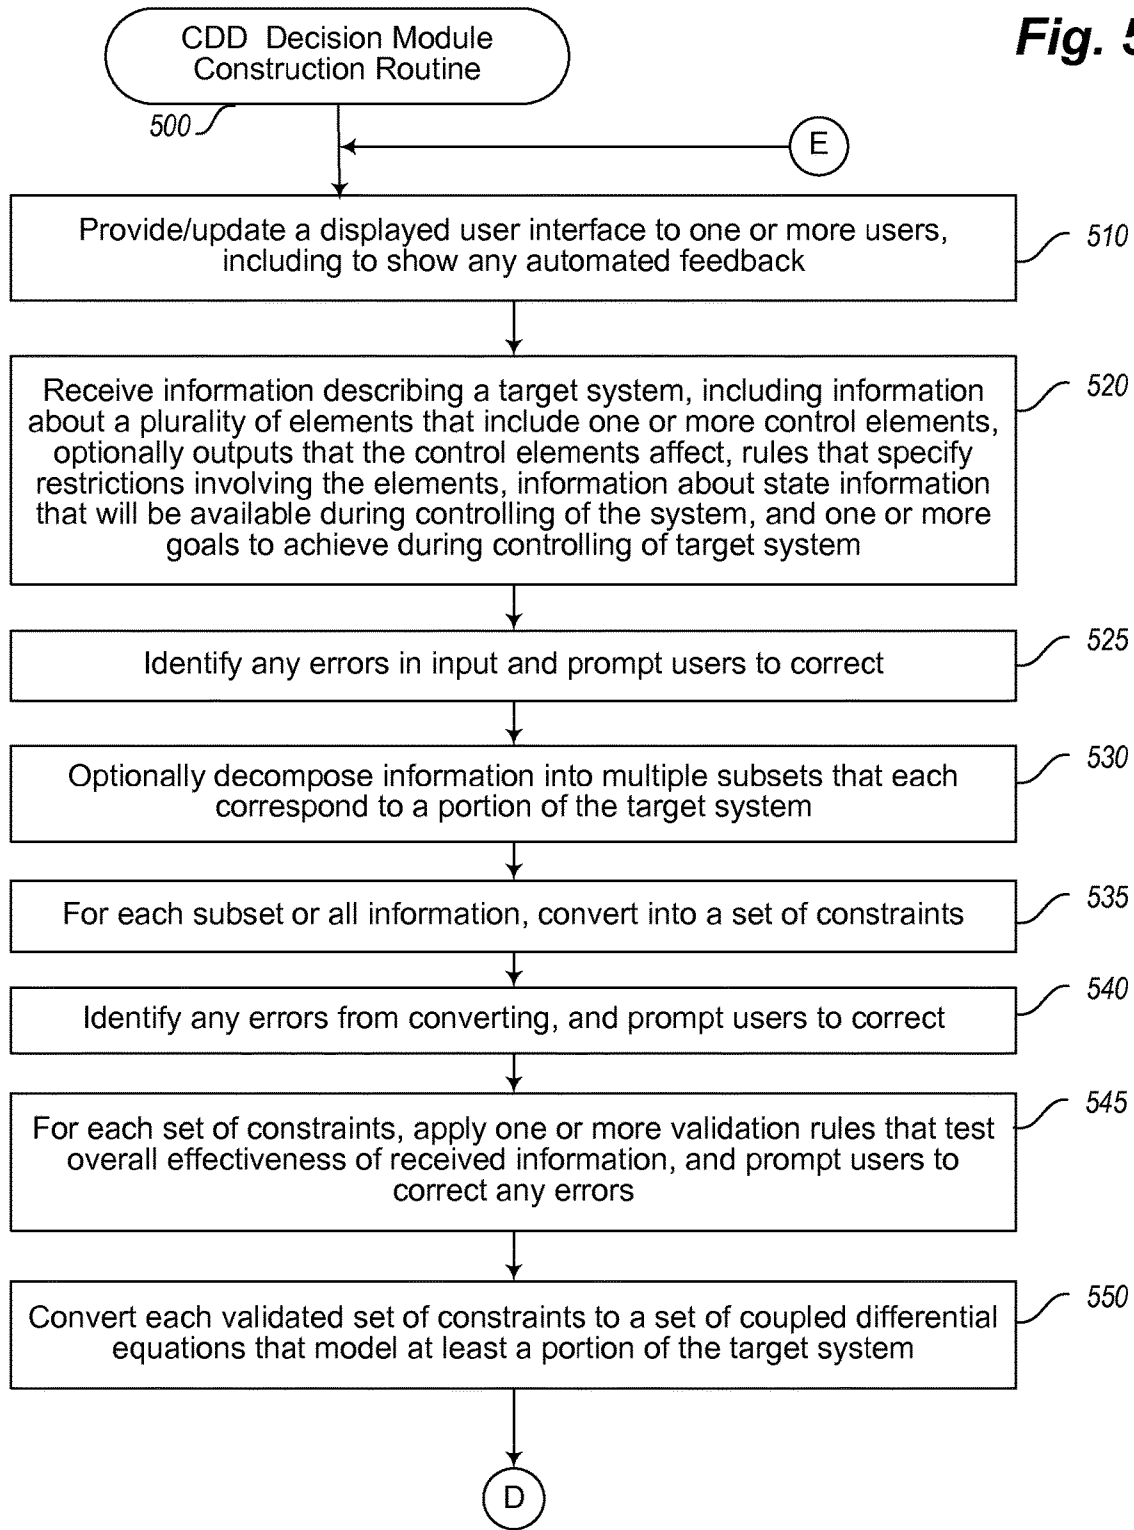 CDD Decision Module
Construction Routine
Fig. 5
500
E
Provide/update a displayed user interface to one or more users,
including to show any automated feedback
510
Receive information describing a target system, including information
about a plurality of elements that include one or more control elements,
optionally outputs that the control elements affect, rules that specify
restrictions involving the elements, information about state information
that will be available during controlling of the system, and one or more
goals to achieve during controlling of target system
520
Identify any errors in input and prompt users to correct
525
Optionally decompose information into multiple subsets that each
correspond to a portion of the target system
530
For each subset or all information, convert into a set of constraints
535
Identify any errors from converting, and prompt users to correct
540
For each set of constraints, apply one or more validation rules that test
overall effectiveness of received information, and prompt users to
correct any errors
545
Convert each validated set of constraints to a set of coupled differential
equations that model at least a portion of the target system
550
D